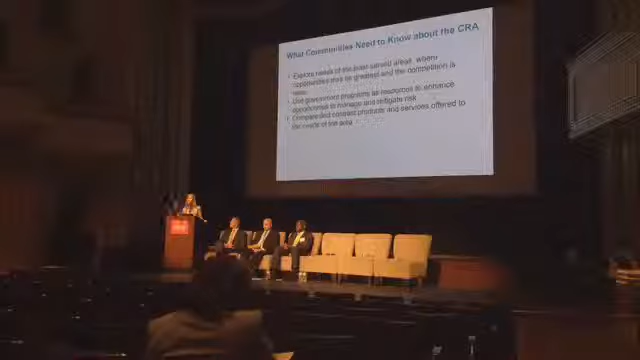 What Communities Need to Know about the CRA
• Explore needs of the least served areas, where
opportunities may be greatest and the competition is
• Use government programs as resources to enhance
opportunities to manage and mitigate risk
• Compare and contrast products and services offered to
the needs of the area